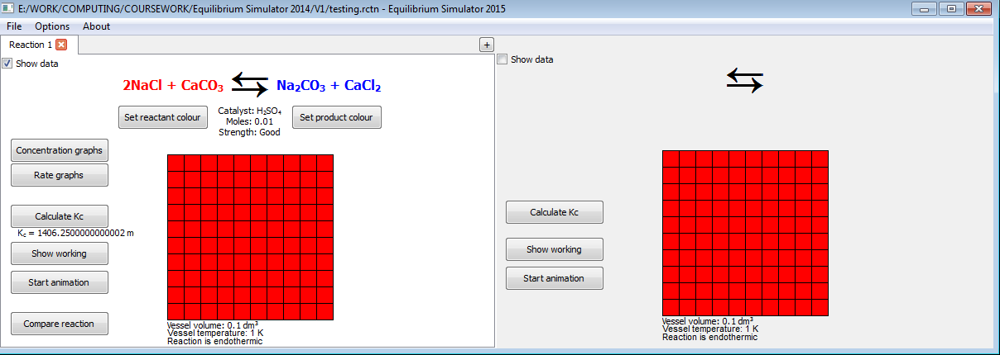 E:/WORK/COMPUTING/COURSEWORK/Equilibrium Simulator 2014/V1/testing.rctn - Equilibrium Simulator 2015
File Options About
Reaction 1
+
Show data
2NaCl + CaCO₃ ⇆ Na₂CO₃ + CaCl₂
Set reactant colour
Catalyst: H₂SO₄
Moles: 0.01
Strength: Good
Set product colour
Concentration graphs
Rate graphs
Calculate Kc
K꜀ = 1406.2500000000002 m
Show working
Start animation
Compare reaction
Vessel volume: 0.1 dm³
Vessel temperature: 1 K
Reaction is endothermic
Show data
⇆
Calculate Kc
Show working
Start animation
Vessel volume: 0.1 dm³
Vessel temperature: 1 K
Reaction is endothermic